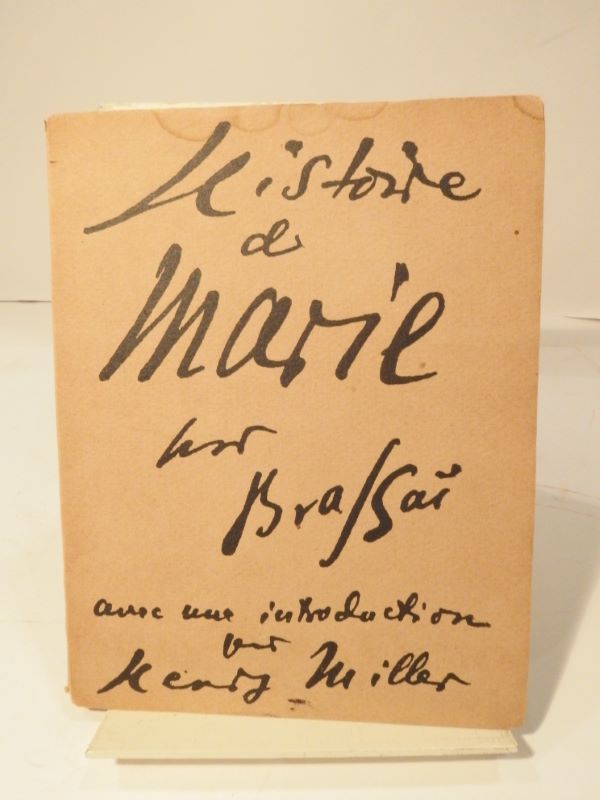 Histoire
de
Marie
par
Brassaï
avec une introduction
par
Henry Miller